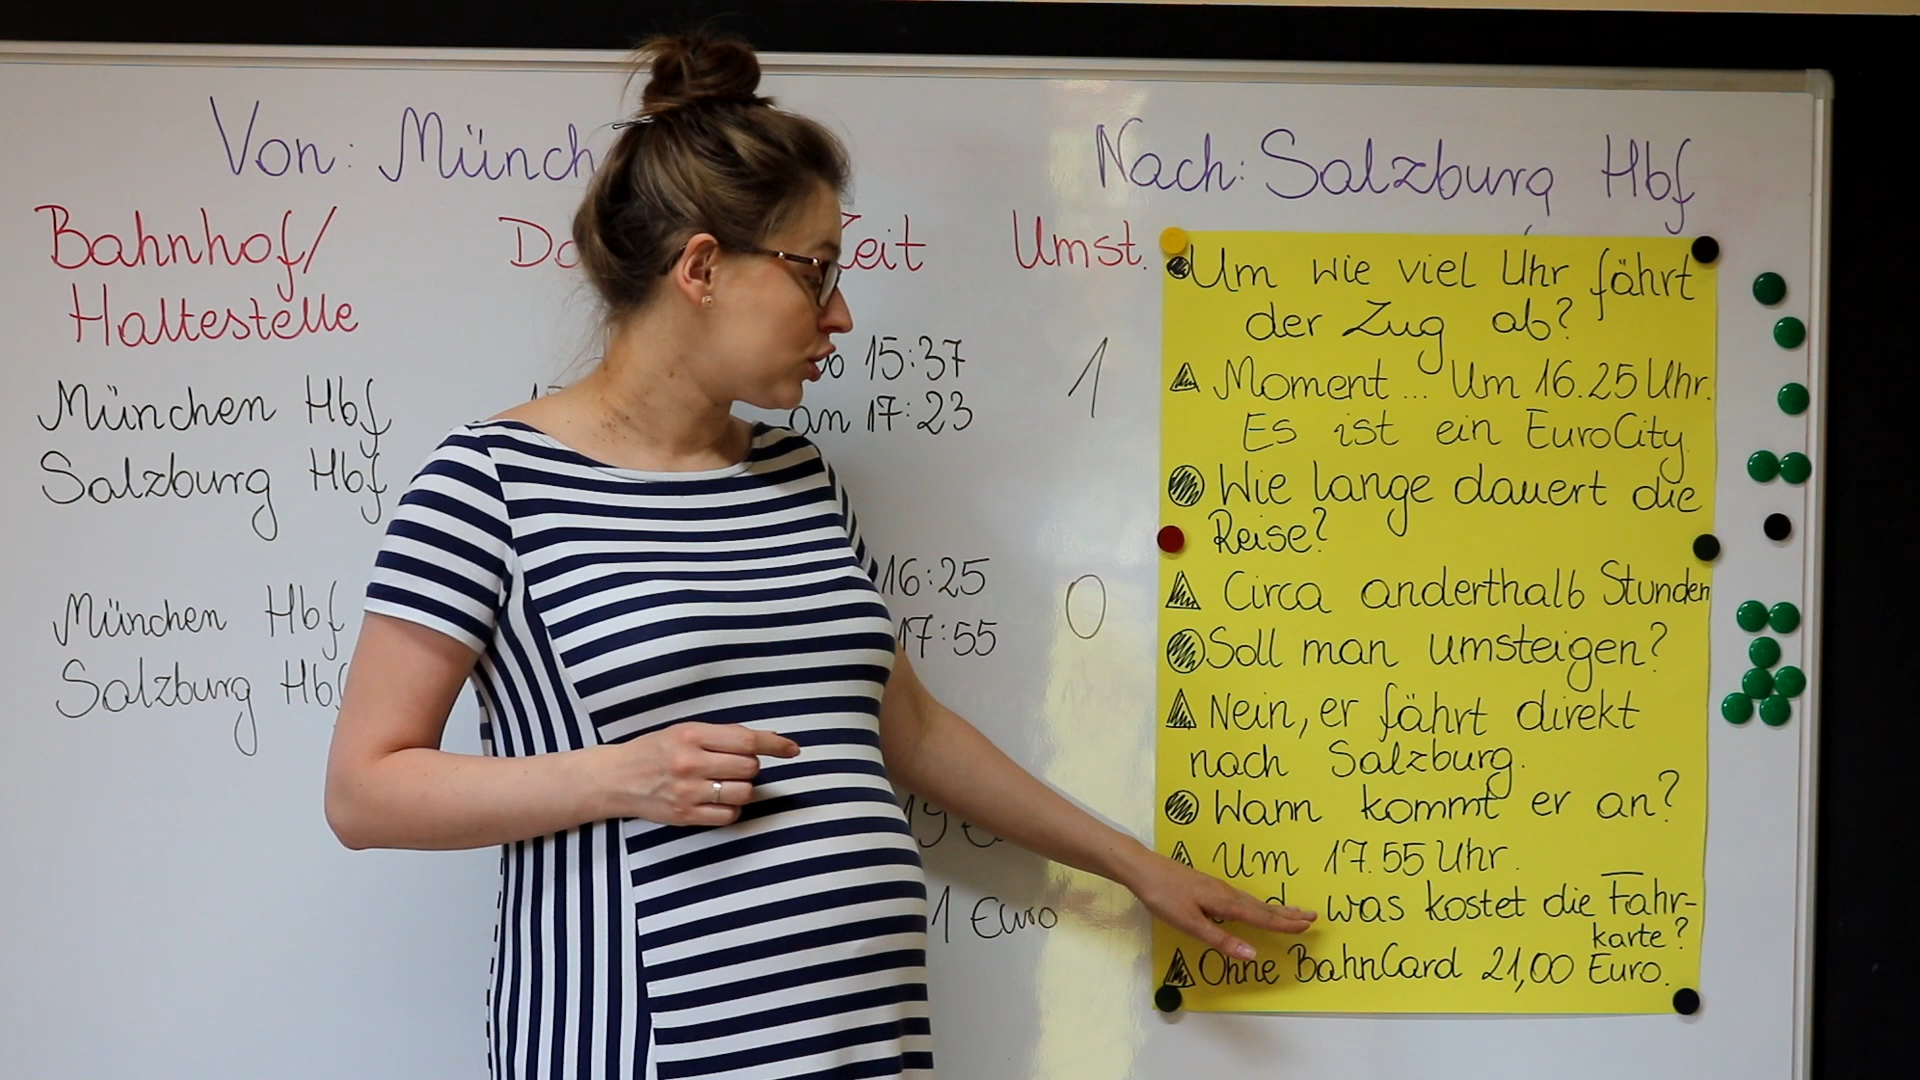 Von: Münch
Nach: Salzburg Hbf
Bahnhof/
Haltestelle
Zeit
Umst.
München Hbf
Salzburg Hbf
15:37
an 17:23
1
München Hbf
Salzburg Hbf
16:25
17:55
0
1 Euro
Um wie viel Uhr fährt
der Zug ab?
Moment... Um 16.25 Uhr.
Es ist ein EuroCity.
Wie lange dauert die
Reise?
Circa anderthalb Stunden
Soll man umsteigen?
Nein, er fährt direkt
nach Salzburg.
Wann kommt er an?
Um 17.55 Uhr.
was kostet die Fahr-
karte?
Ohne BahnCard 21,00 Euro.